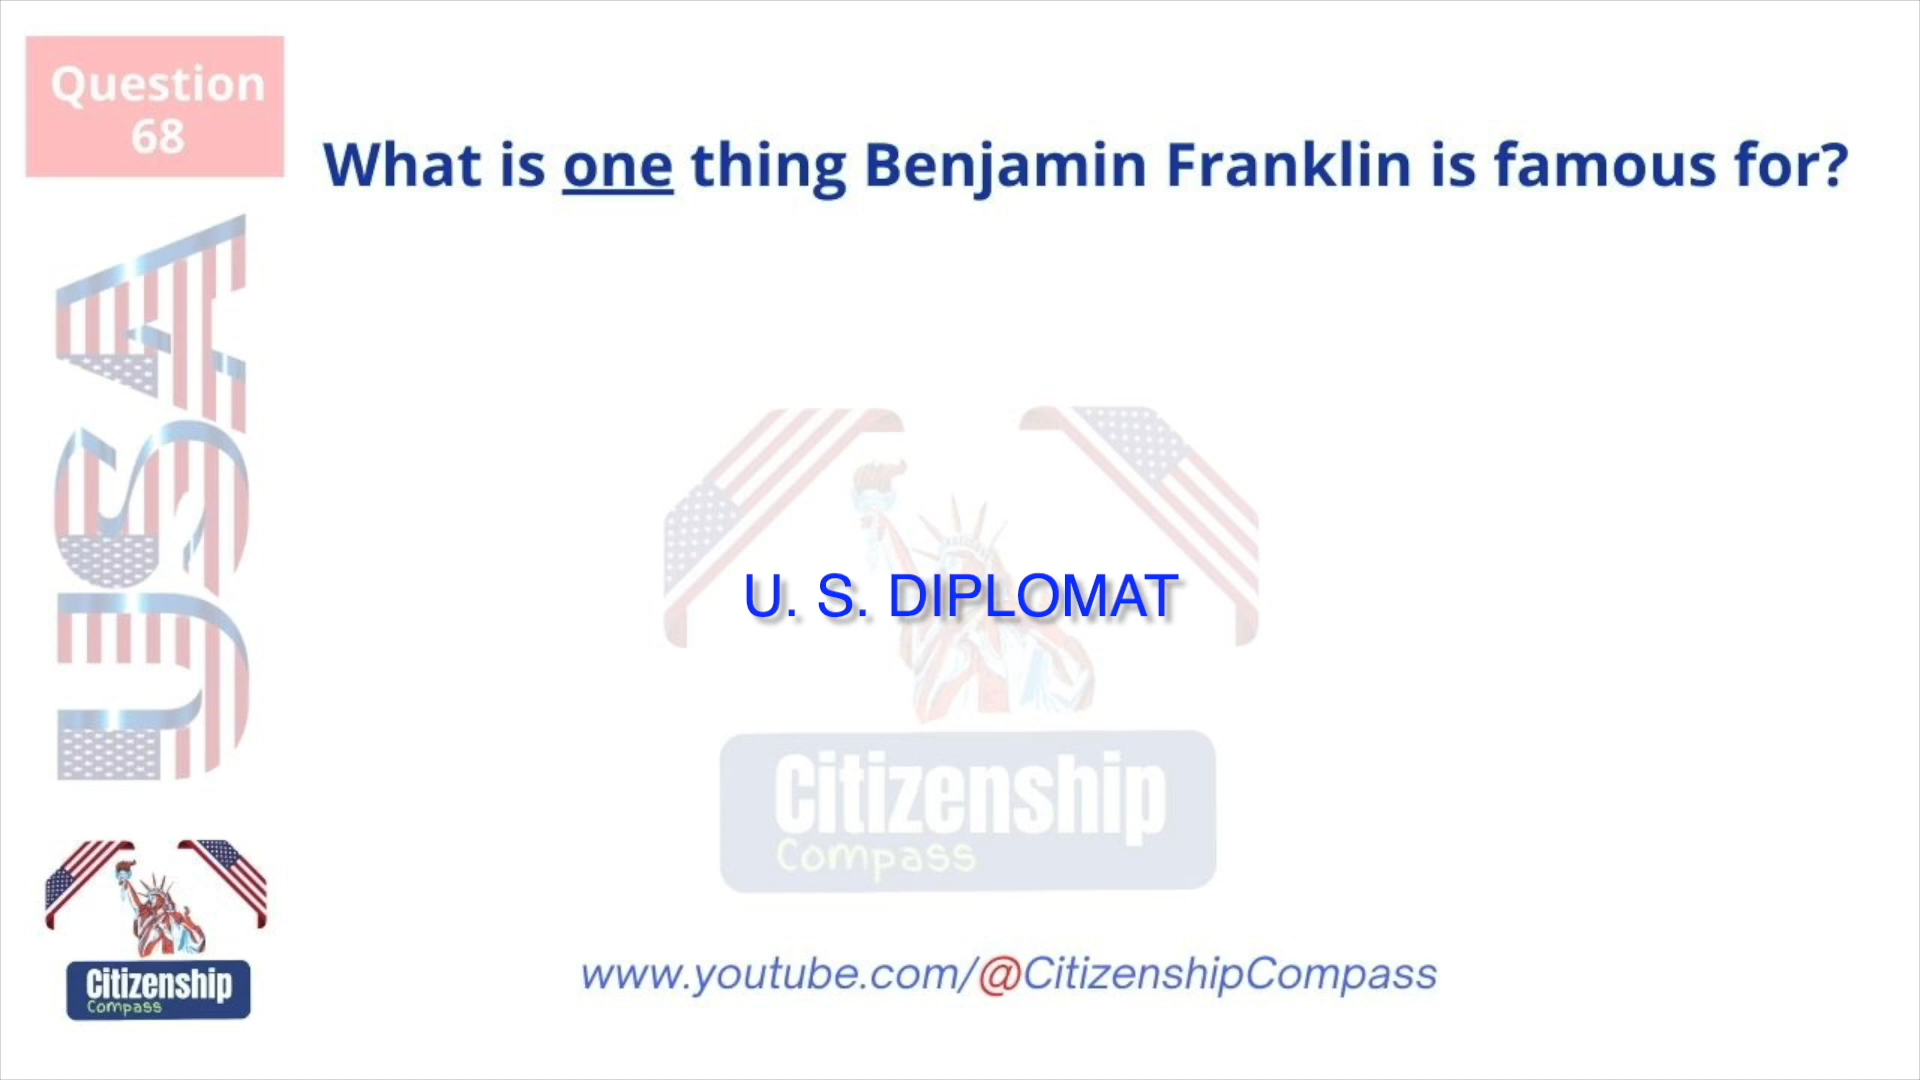 Question
68
What is one thing Benjamin Franklin is famous for?
USA
U. S. DIPLOMAT
Citizenship
Compass
Citizenship
Compass
www.youtube.com/@CitizenshipCompass